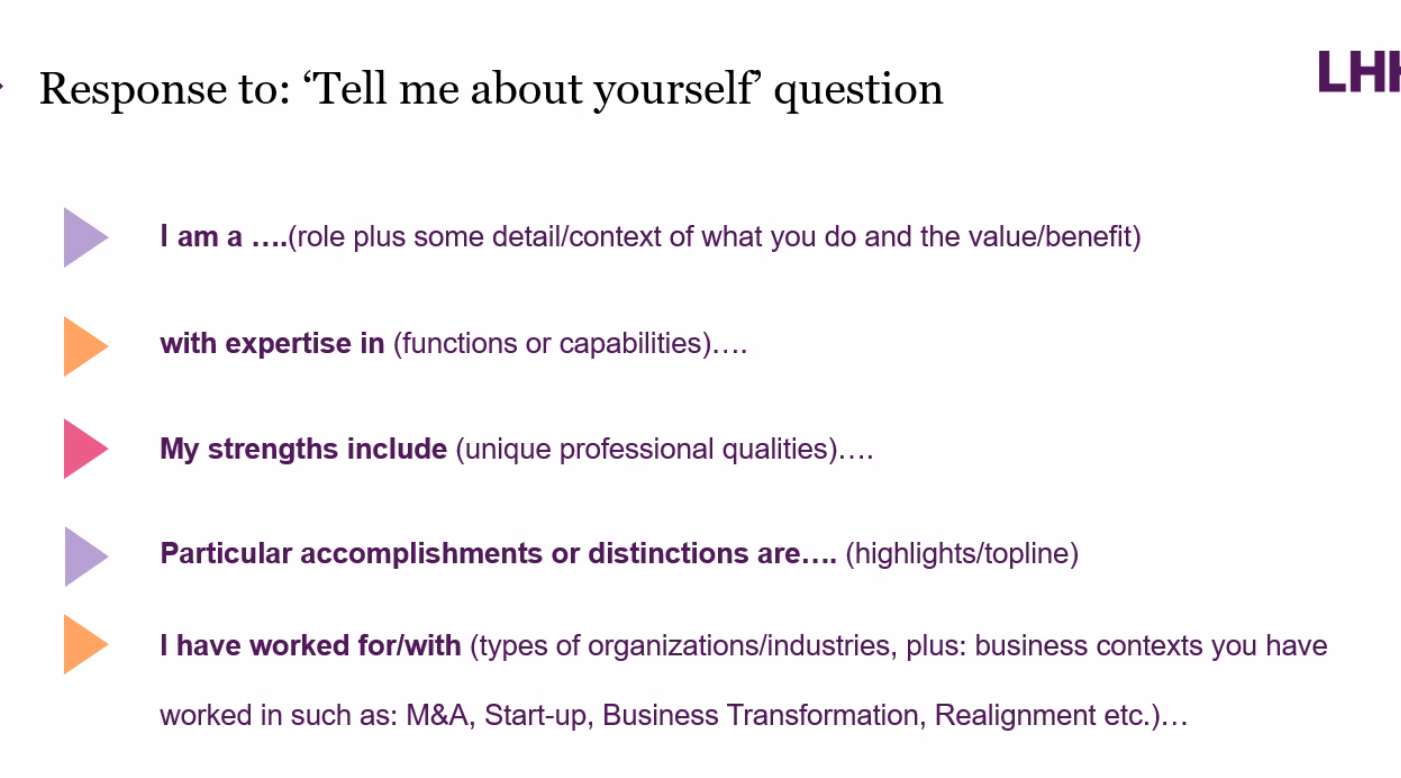 Response to: ‘Tell me about yourself’ question
I am a ….(role plus some detail/context of what you do and the value/benefit)
with expertise in (functions or capabilities)….
My strengths include (unique professional qualities)….
Particular accomplishments or distinctions are…. (highlights/topline)
I have worked for/with (types of organizations/industries, plus: business contexts you have
worked in such as: M&A, Start-up, Business Transformation, Realignment etc.)…